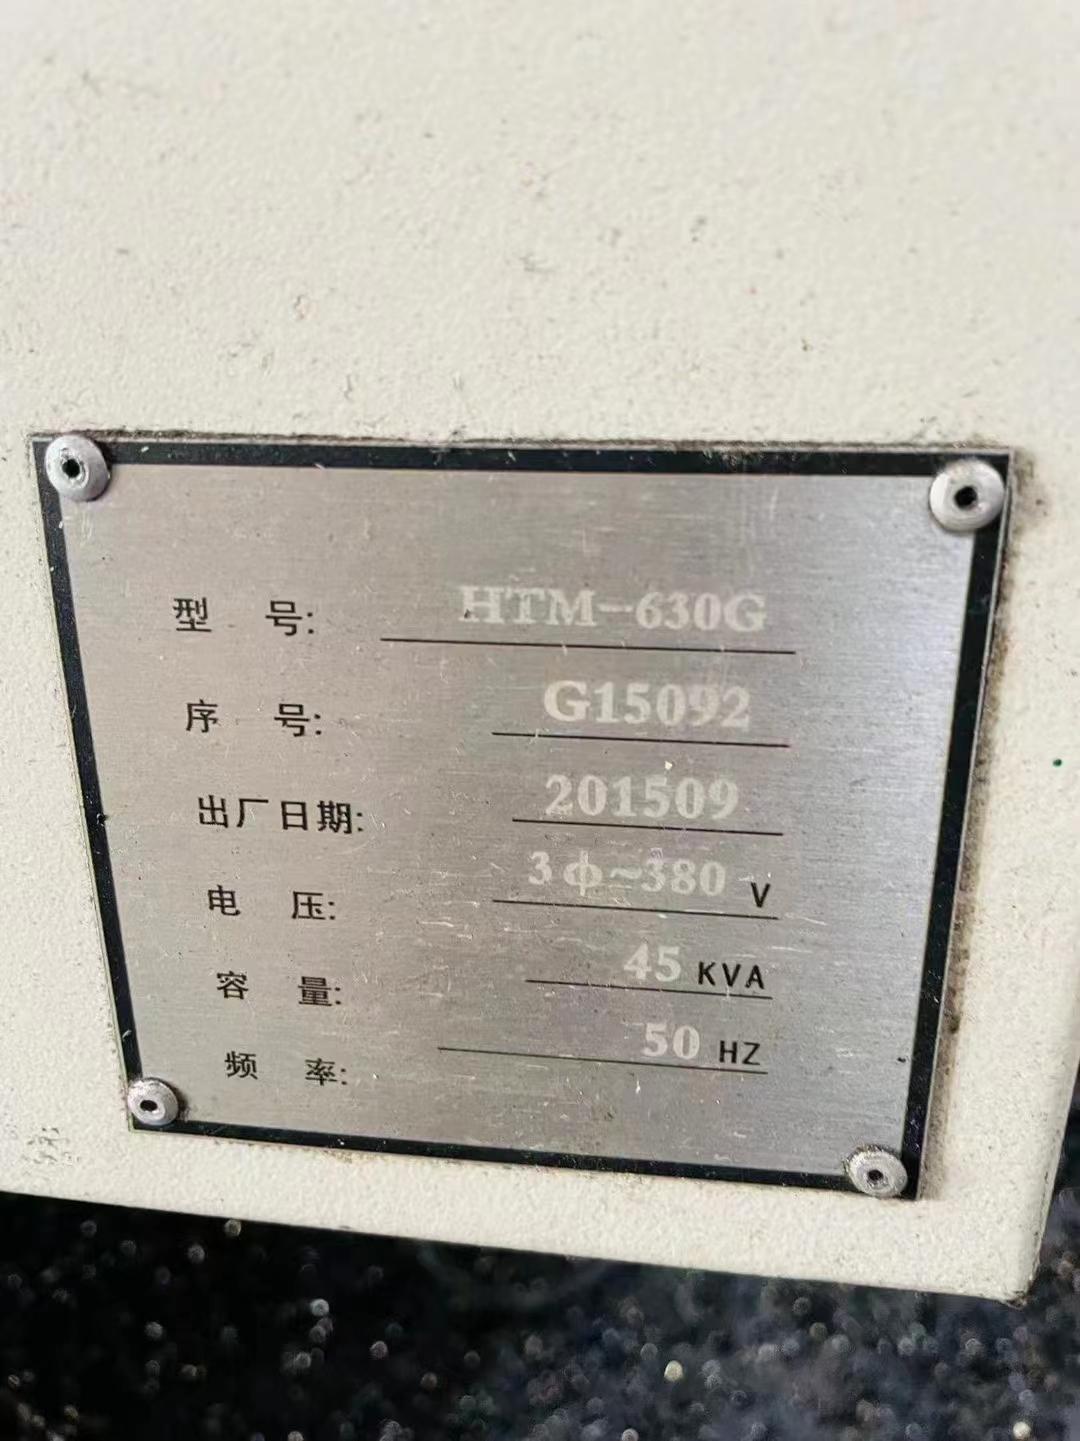 型 号: HTM-630G
序 号: G15092
出厂日期: 201509
电 压: 3ф~380 V
容 量: 45 KVA
频 率: 50 HZ